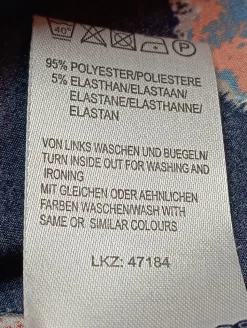 40°
P
95% POLYESTER/POLIESTERE
5% ELASTHAN/ELASTAAN/
ELASTANE/ELASTHANNE/
ELASTAN
VON LINKS WASCHEN UND BUEGELN/
TURN INSIDE OUT FOR WASHING AND
IRONING
MIT GLEICHEN ODER AEHNLICHEN
FARBEN WASCHEN/WASH WITH
SAME OR SIMILAR COLOURS
LKZ: 47184